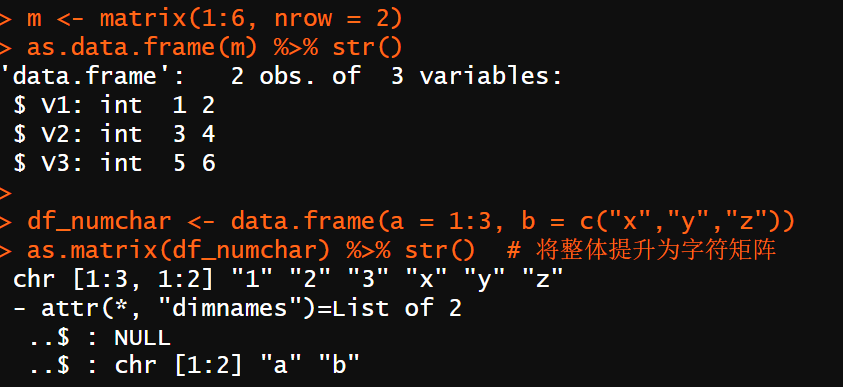 > m <- matrix(1:6, nrow = 2)
> as.data.frame(m) %>% str()
'data.frame':   2 obs. of  3 variables:
 $ V1: int  1 2
 $ V2: int  3 4
 $ V3: int  5 6
>
> df_numchar <- data.frame(a = 1:3, b = c("x","y","z"))
> as.matrix(df_numchar) %>% str()  # 将整体提升为字符矩阵
 chr [1:3, 1:2] "1" "2" "3" "x" "y" "z"
 - attr(*, "dimnames")=List of 2
  ..$ : NULL
  ..$ : chr [1:2] "a" "b"